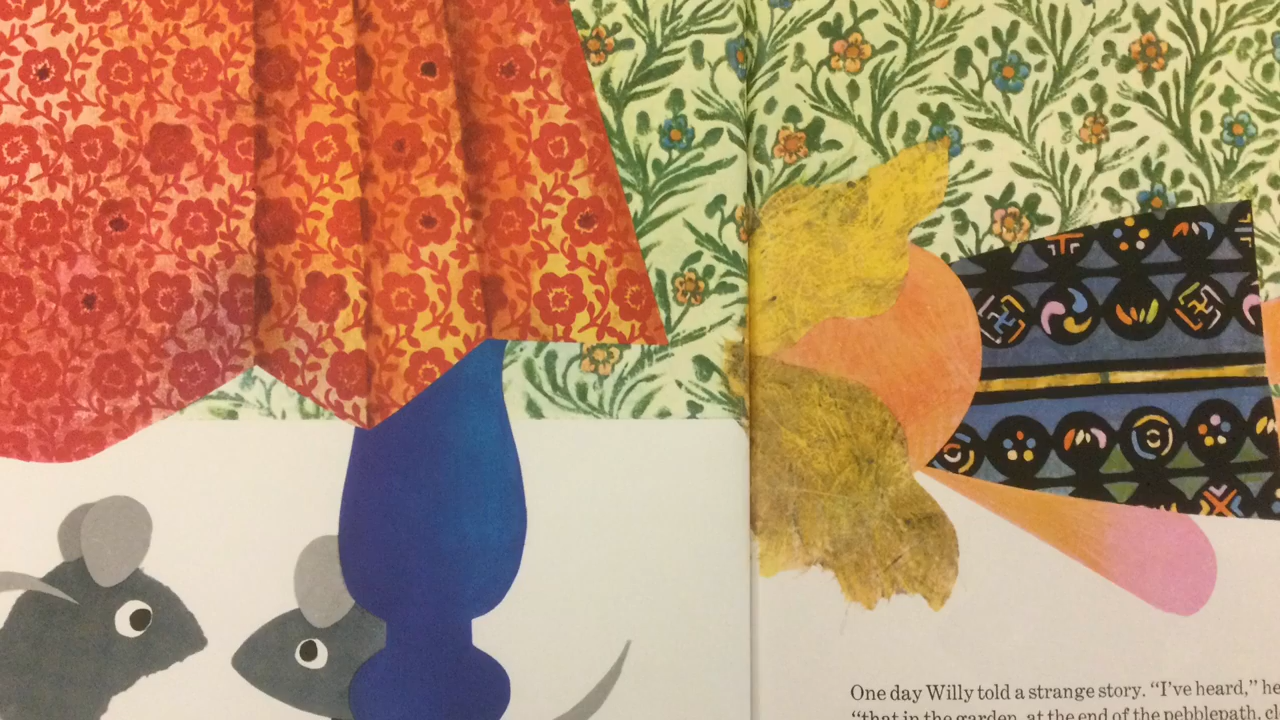 One day Willy told a strange story. “I’ve heard,” he
“that in the garden, at the end of the pebblepath, cl